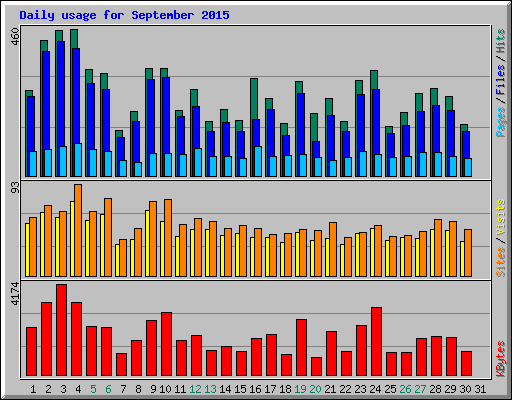 Daily usage for September 2015
460
Pages/Files/Hits
93
Sites/Visits
4174
KBytes
1 2 3 4 5 6 7 8 9 10 11 12 13 14 15 16 17 18 19 20 21 22 23 24 25 26 27 28 29 30 31